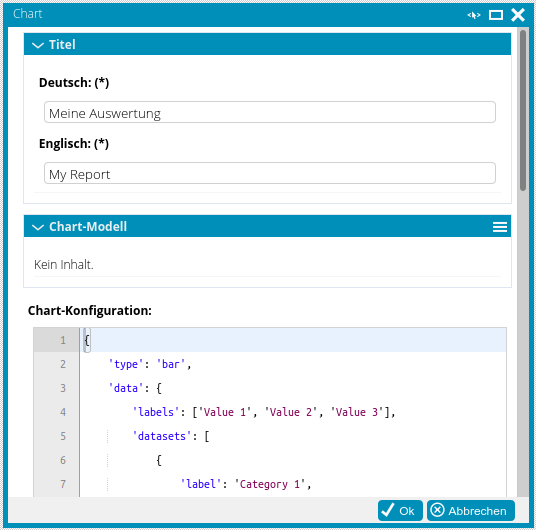 Chart
Titel
Deutsch: (*)
Meine Auswertung
Englisch: (*)
My Report
Chart-Modell
Kein Inhalt.
Chart-Konfiguration:
1 {
2 'type': 'bar',
3 'data': {
4 'labels': ['Value 1', 'Value 2', 'Value 3'],
5 'datasets': [
6 {
7 'label': 'Category 1',
Ok Abbrechen